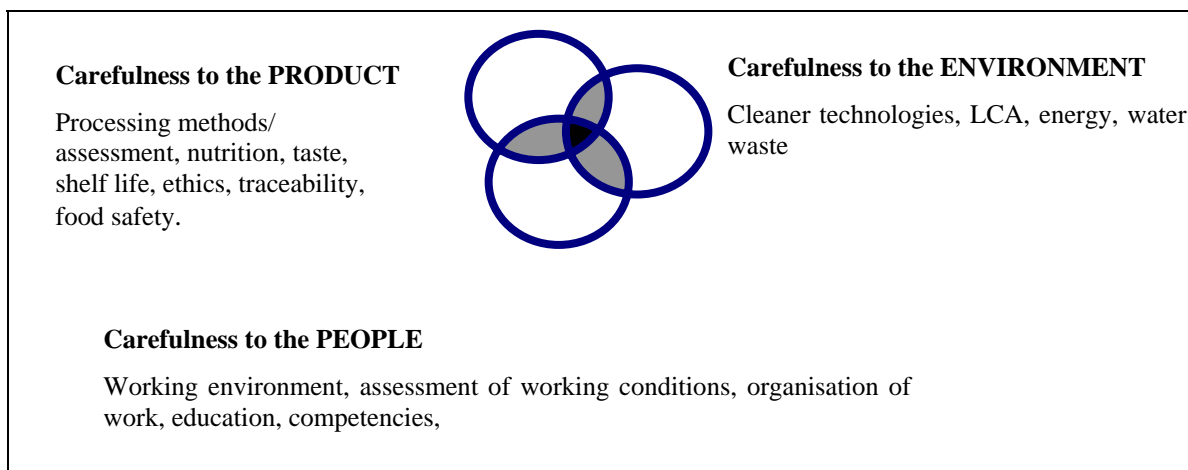 Carefulness to the PRODUCT
Processing methods/
assessment, nutrition, taste,
shelf life, ethics, traceability,
food safety.
Carefulness to the ENVIRONMENT
Cleaner technologies, LCA, energy, water
waste
Carefulness to the PEOPLE
Working environment, assessment of working conditions, organisation of
work, education, competencies,